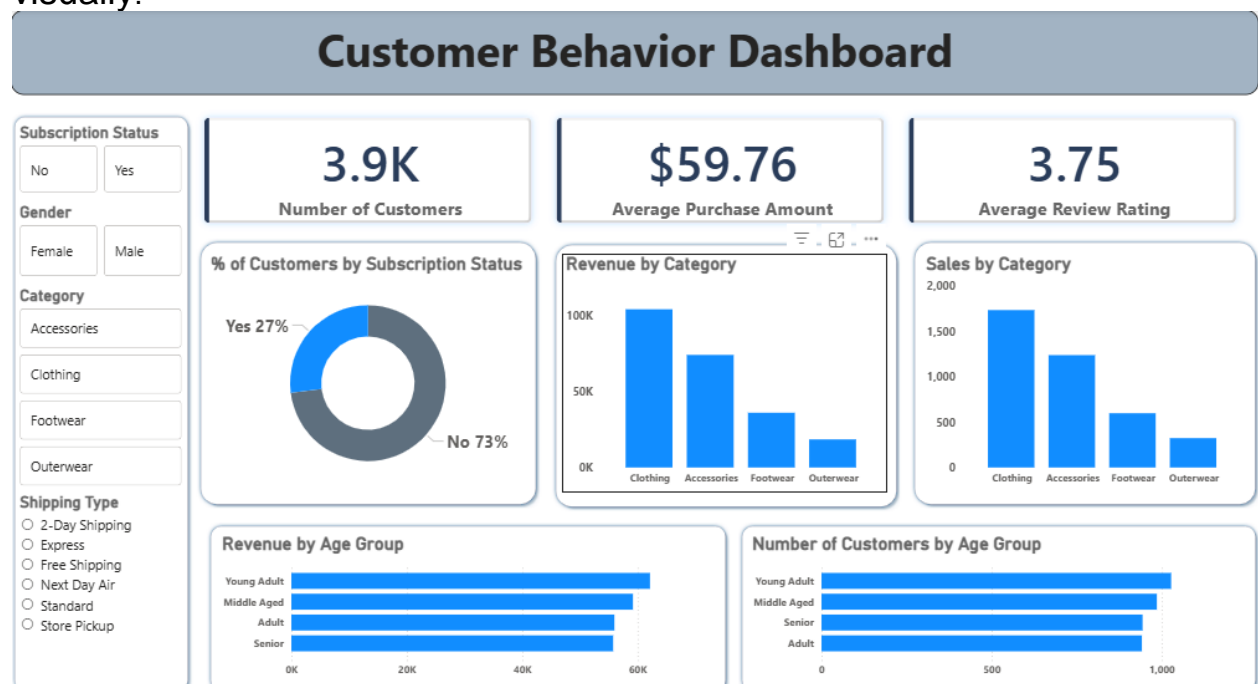 visually.
Customer Behavior Dashboard
Subscription Status
No
Yes
Gender
Female
Male
Category
Accessories
Clothing
Footwear
Outerwear
Shipping Type
2-Day Shipping
Express
Free Shipping
Next Day Air
Standard
Store Pickup
3.9K
Number of Customers
$59.76
Average Purchase Amount
3.75
Average Review Rating
% of Customers by Subscription Status
Yes 27%
No 73%
Revenue by Category
100K
50K
0K
Clothing Accessories Footwear Outerwear
Sales by Category
2,000
1,500
1,000
500
0
Clothing Accessories Footwear Outerwear
Revenue by Age Group
Young Adult
Middle Aged
Adult
Senior
0K 20K 40K 60K
Number of Customers by Age Group
Young Adult
Middle Aged
Senior
Adult
0 500 1,000